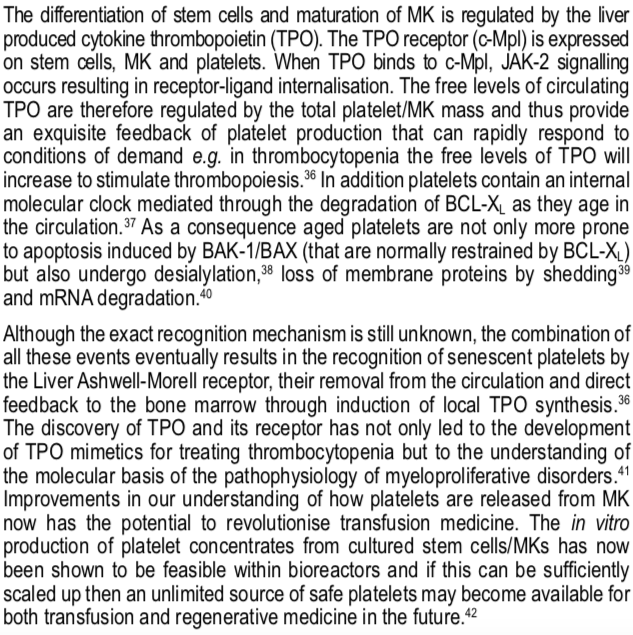 The differentiation of stem cells and maturation of MK is regulated by the liver
produced cytokine thrombopoietin (TPO). The TPO receptor (c-Mpl) is expressed
on stem cells, MK and platelets. When TPO binds to c-Mpl, JAK-2 signalling
occurs resulting in receptor-ligand internalisation. The free levels of circulating
TPO are therefore regulated by the total platelet/MK mass and thus provide
an exquisite feedback of platelet production that can rapidly respond to
conditions of demand e.g. in thrombocytopenia the free levels of TPO will
increase to stimulate thrombopoiesis.³⁶ In addition platelets contain an internal
molecular clock mediated through the degradation of BCL-X_L as they age in
the circulation.³⁷ As a consequence aged platelets are not only more prone
to apoptosis induced by BAK-1/BAX (that are normally restrained by BCL-X_L)
but also undergo desialylation,³⁸ loss of membrane proteins by shedding³⁹
and mRNA degradation.⁴⁰
Although the exact recognition mechanism is still unknown, the combination of
all these events eventually results in the recognition of senescent platelets by
the Liver Ashwell-Morell receptor, their removal from the circulation and direct
feedback to the bone marrow through induction of local TPO synthesis.³⁶
The discovery of TPO and its receptor has not only led to the development
of TPO mimetics for treating thrombocytopenia but to the understanding of
the molecular basis of the pathophysiology of myeloproliferative disorders.⁴¹
Improvements in our understanding of how platelets are released from MK
now has the potential to revolutionise transfusion medicine. The in vitro
production of platelet concentrates from cultured stem cells/MKs has now
been shown to be feasible within bioreactors and if this can be sufficiently
scaled up then an unlimited source of safe platelets may become available for
both transfusion and regenerative medicine in the future.⁴²